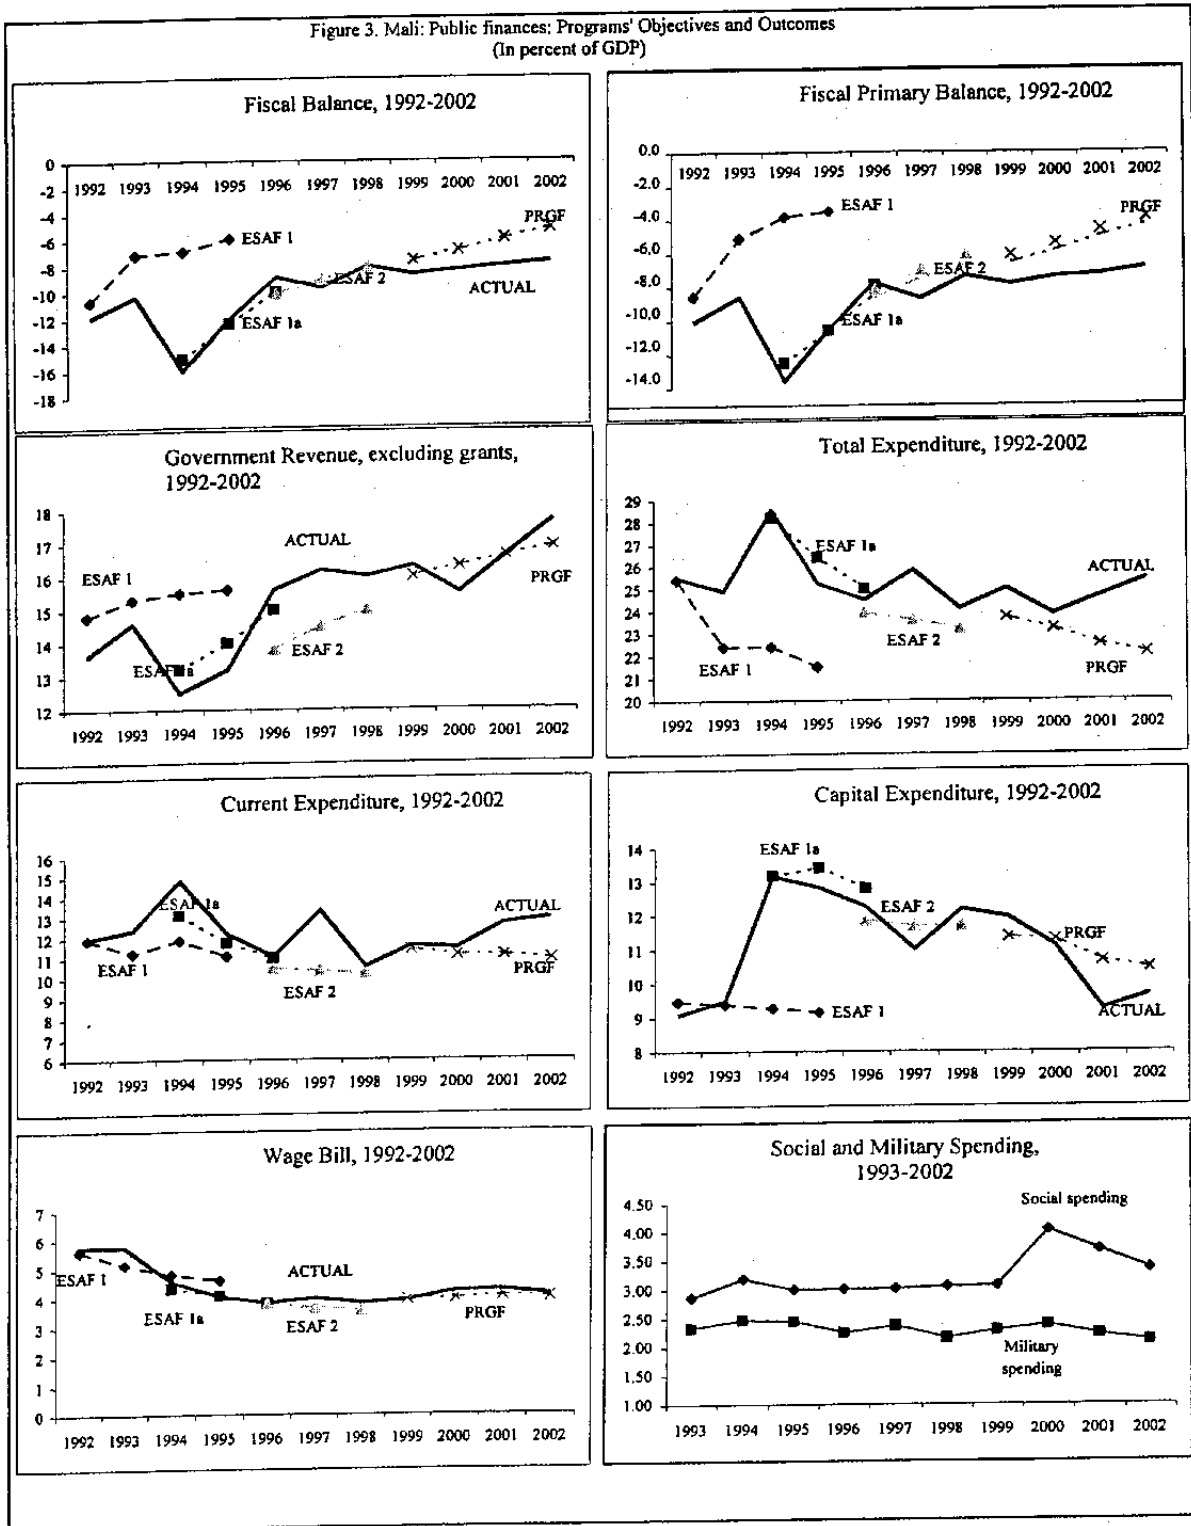 Figure 3. Mali: Public finances: Programs' Objectives and Outcomes
(In percent of GDP)
Fiscal Balance, 1992-2002
0
-2
-4
-6
-8
-10
-12
-14
-16
-18
1992 1993 1994 1995 1996 1997 1998 1999 2000 2001 2002
ESAF 1
PRGF
ESAF 2
ACTUAL
ESAF 1a
Fiscal Primary Balance, 1992-2002
0.0
-2.0
-4.0
-6.0
-8.0
-10.0
-12.0
-14.0
1992 1993 1994 1995 1996 1997 1998 1999 2000 2001 2002
ESAF 1
PRGF
ESAF 2
ACTUAL
ESAF 1a
Government Revenue, excluding grants,
1992-2002
18
17
16
15
14
13
12
ACTUAL
ESAF 1
PRGF
ESAF 2
ESAF 1a
1992 1993 1994 1995 1996 1997 1998 1999 2000 2001 2002
Total Expenditure, 1992-2002
29
28
27
26
25
24
23
22
21
20
ESAF 1a
ACTUAL
ESAF 2
ESAF 1
PRGF
1992 1993 1994 1995 1996 1997 1998 1999 2000 2001 2002
Current Expenditure, 1992-2002
16
15
14
13
12
11
10
9
8
7
6
ESAF 1a
ACTUAL
ESAF 1
PRGF
ESAF 2
1992 1993 1994 1995 1996 1997 1998 1999 2000 2001 2002
Capital Expenditure, 1992-2002
14
13
12
11
10
9
8
ESAF 1a
ESAF 2
PRGF
ESAF 1
ACTUAL
1992 1993 1994 1995 1996 1997 1998 1999 2000 2001 2002
Wage Bill, 1992-2002
7
6
5
4
3
2
1
0
ESAF 1
ACTUAL
ESAF 1a
ESAF 2
PRGF
1992 1993 1994 1995 1996 1997 1998 1999 2000 2001 2002
Social and Military Spending,
1993-2002
4.50
4.00
3.50
3.00
2.50
2.00
1.50
1.00
Social spending
Military
spending
1993 1994 1995 1996 1997 1998 1999 2000 2001 2002